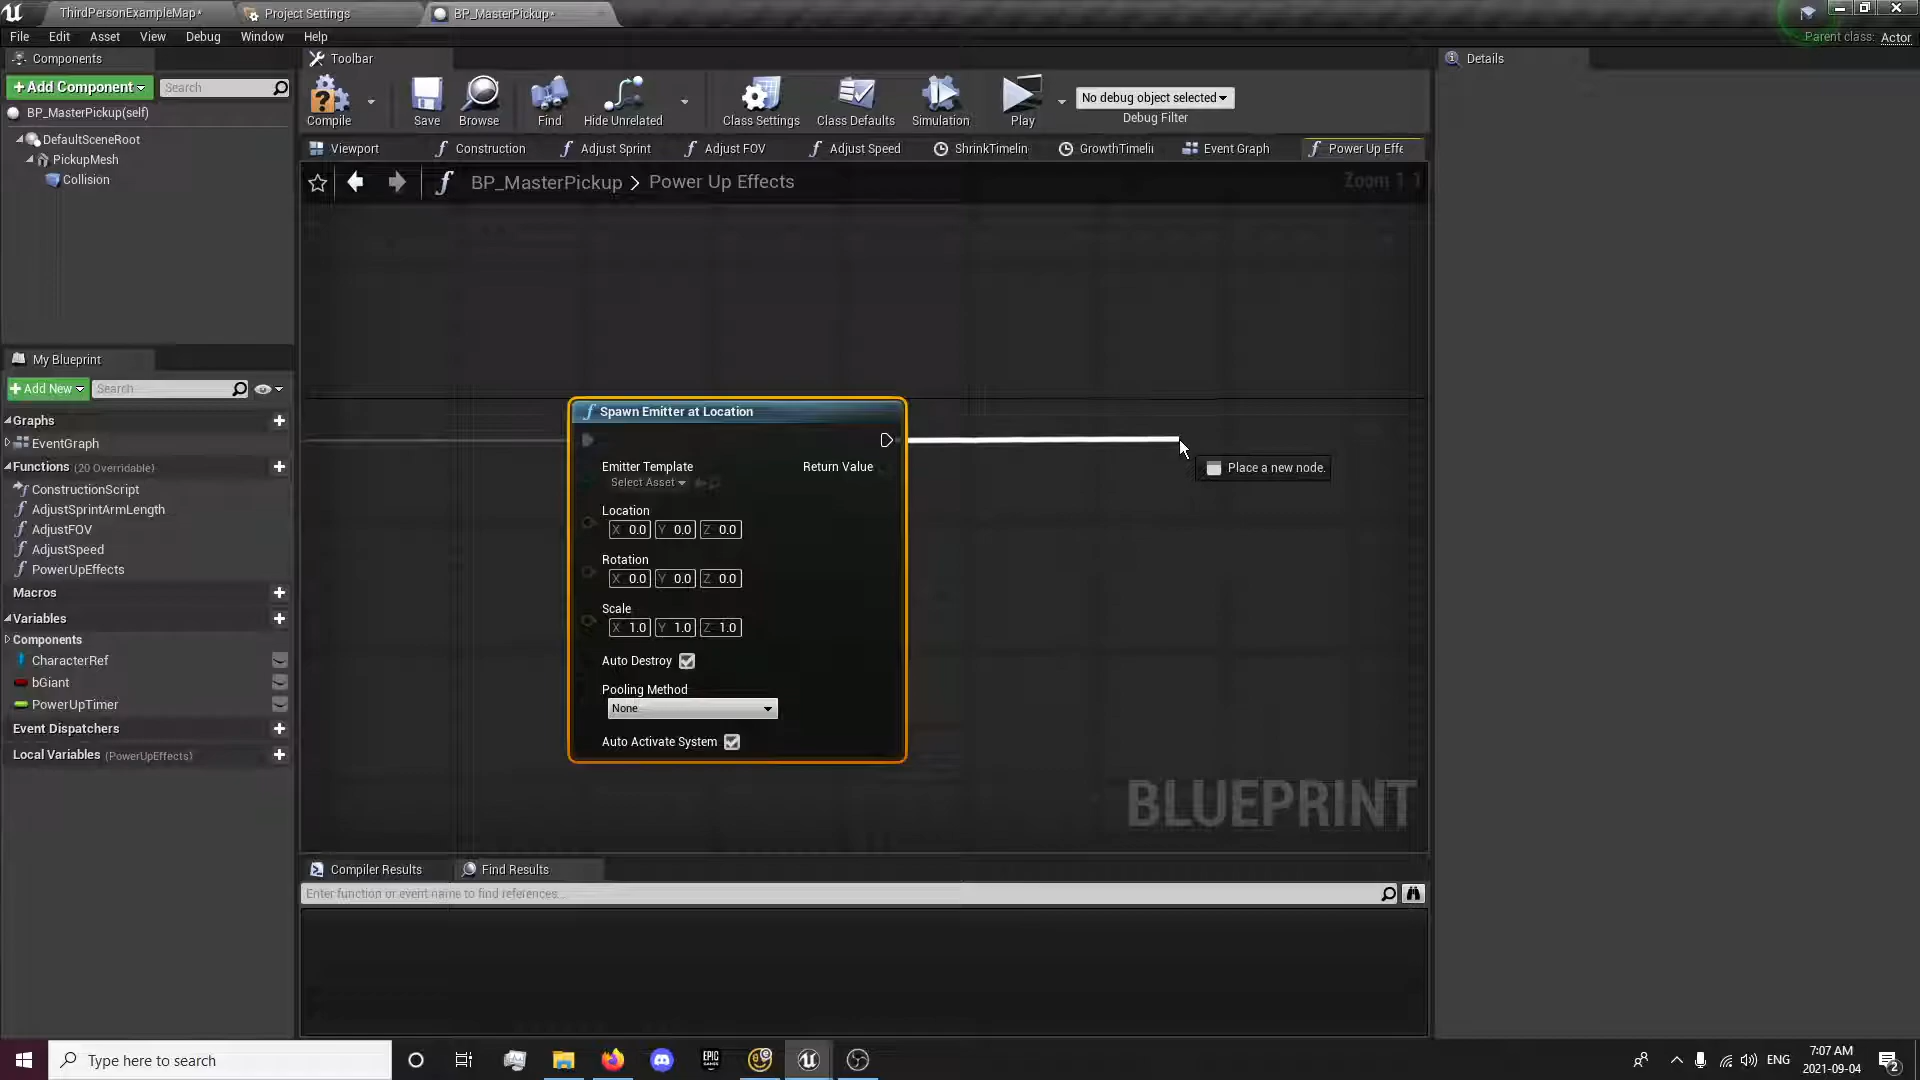 ThirdPersonExampleMap*
Project Settings
BP_MasterPickup*
File Edit Asset View Debug Window Help
Parent class: Actor
Components
Toolbar
Details
+Add Component
Search
BP_MasterPickup(self)
DefaultSceneRoot
PickupMesh
Collision
Compile
Save
Browse
Find
Hide Unrelated
Class Settings
Class Defaults
Simulation
Play
No debug object selected
Debug Filter
Viewport
Construction
Adjust Sprint
Adjust FOV
Adjust Speed
ShrinkTimelin
GrowthTimeli
Event Graph
Power Up Effe
BP_MasterPickup > Power Up Effects
Zoom 1:1
My Blueprint
+Add New
Search
Graphs
EventGraph
Functions (20 Overridable)
ConstructionScript
AdjustSprintArmLength
AdjustFOV
AdjustSpeed
PowerUpEffects
Macros
Variables
Components
CharacterRef
bGiant
PowerUpTimer
Event Dispatchers
Local Variables (PowerUpEffects)
Spawn Emitter at Location
Emitter Template
Return Value
Select Asset
Location
X 0.0 Y 0.0 Z 0.0
Rotation
X 0.0 Y 0.0 Z 0.0
Scale
X 1.0 Y 1.0 Z 1.0
Auto Destroy
Pooling Method
None
Auto Activate System
Place a new node.
BLUEPRINT
Compiler Results
Find Results
Enter function or event name to find references...
Type here to search
EPIC
GAMES
ENG
7:07 AM
2021-09-04
2